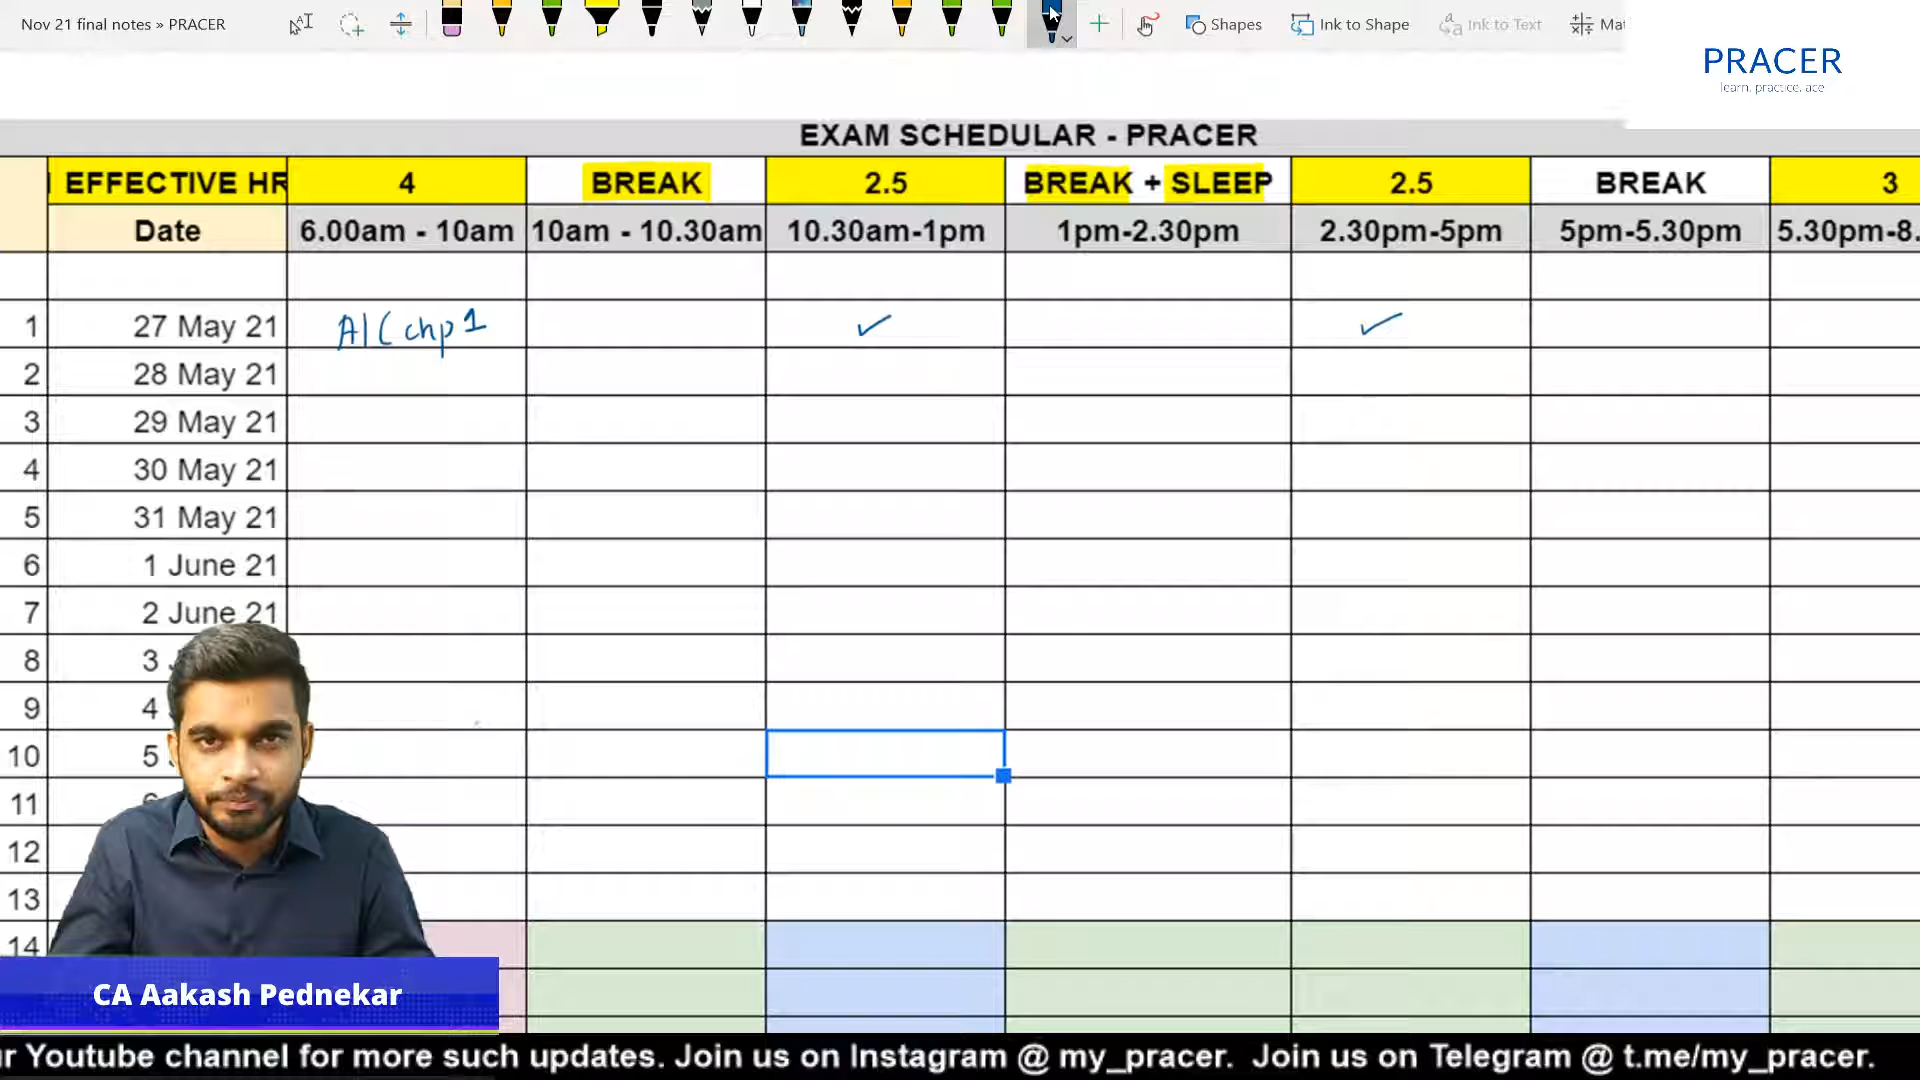 Nov 21 final notes » PRACER
Shapes
Ink to Shape
Ink to Text
PRACER
learn. practice. ace
EXAM SCHEDULAR - PRACER
EFFECTIVE HR 4 BREAK 2.5 BREAK + SLEEP 2.5 BREAK 3
Date 6.00am - 10am 10am - 10.30am 10.30am-1pm 1pm-2.30pm 2.30pm-5pm 5pm-5.30pm 5.30pm-8.
1 27 May 21 A/C chp 1 ✓ ✓
2 28 May 21
3 29 May 21
4 30 May 21
5 31 May 21
6 1 June 21
7 2 June 21
8 3
9 4
10 5
11
12
13
14
CA Aakash Pednekar
Youtube channel for more such updates. Join us on Instagram @ my_pracer. Join us on Telegram @ t.me/my_pracer.